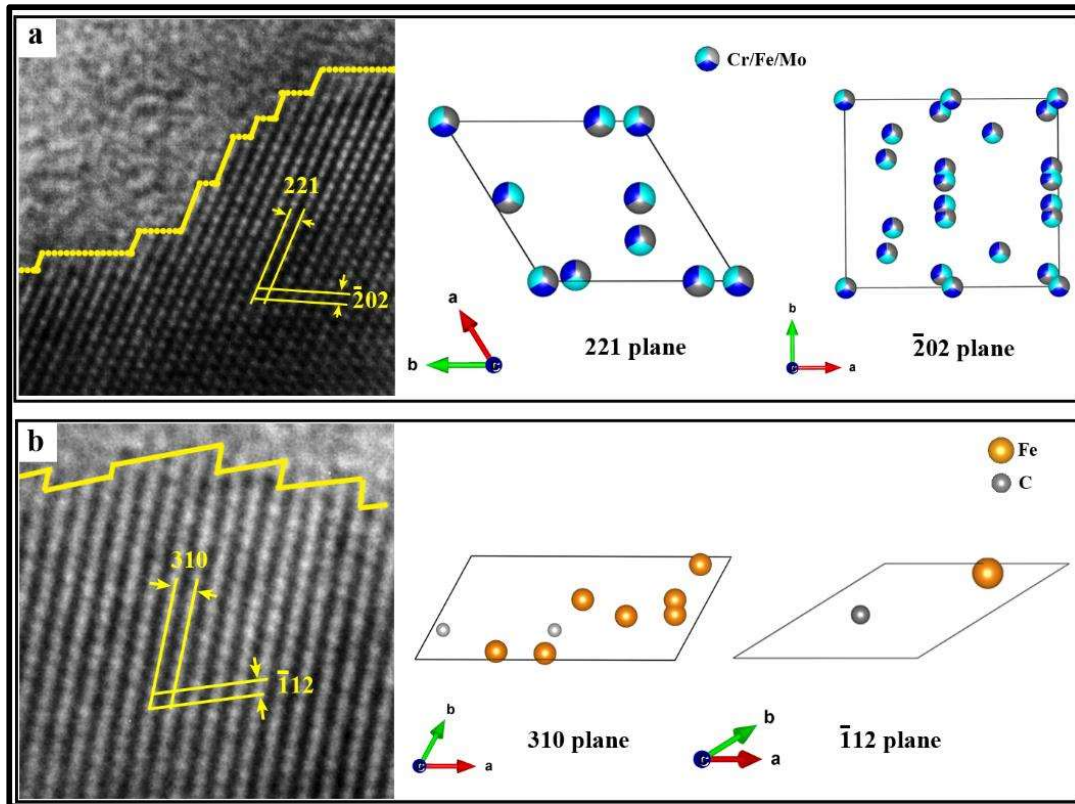 a
221
2̅02
Cr/Fe/Mo
a
b
c
221 plane
b
a
c
2̅02 plane
b
310
1̅12
Fe
C
b
a
c
310 plane
b
a
c
1̅12 plane